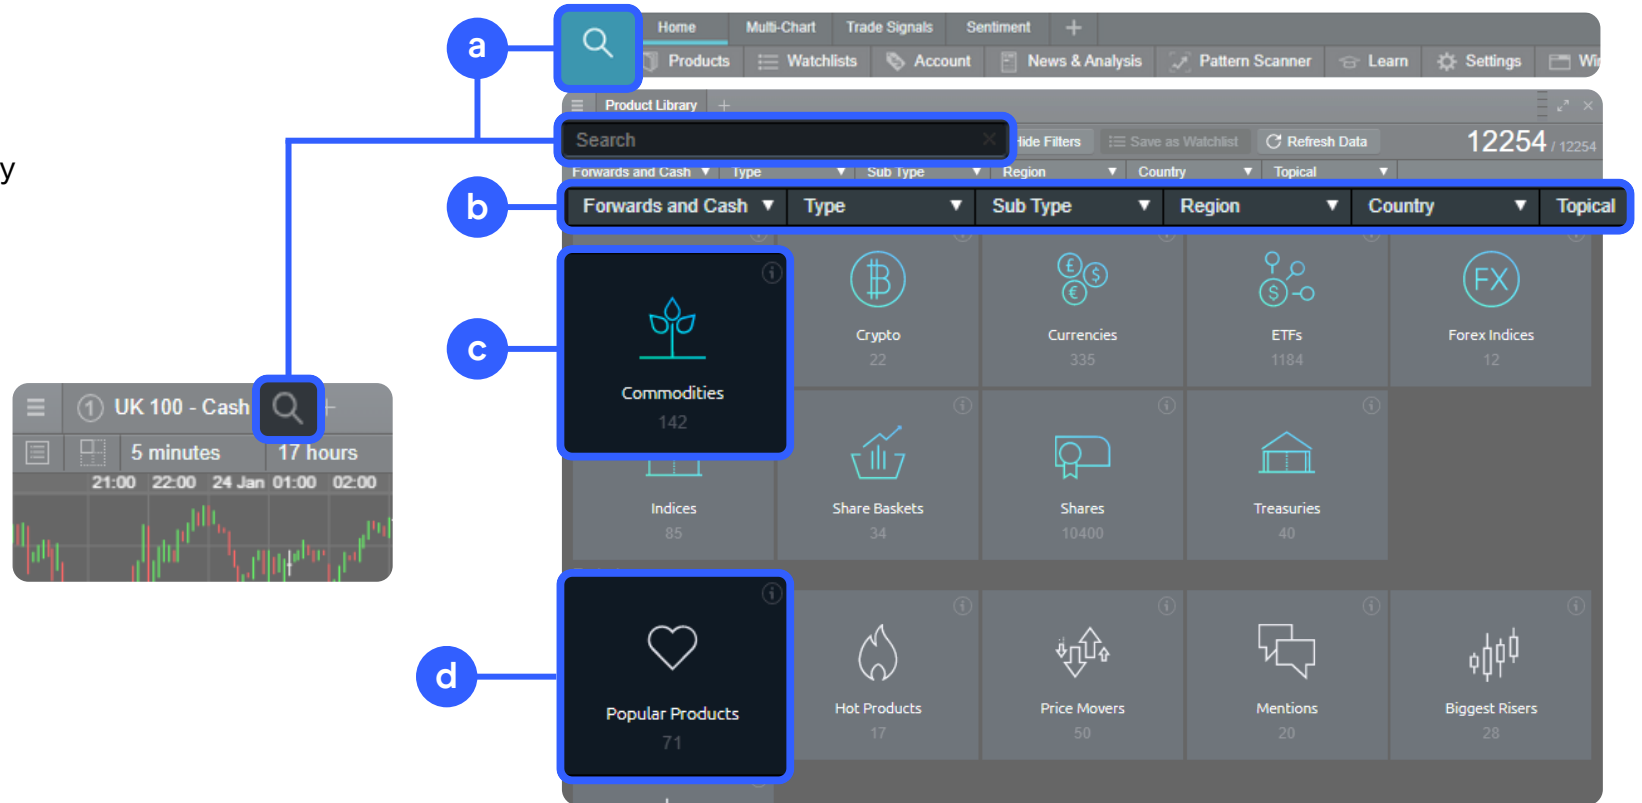 y
a
Home Multi-Chart Trade Signals Sentiment +
Products Watchlists Account News & Analysis Pattern Scanner Learn Settings
Product Library +
Search
Hide Filters Save as Watchlist Refresh Data 12254 / 12254
Forwards and Cash Type Sub Type Region Country Topical
b
Forwards and Cash Type Sub Type Region Country Topical
c
Commodities
142
Crypto
22
Currencies
335
ETFs
1184
FX
Forex Indices
12
Indices
85
Share Baskets
34
Shares
10400
Treasuries
40
1 UK 100 - Cash
5 minutes 17 hours
21:00 22:00 24 Jan 01:00 02:00
d
Popular Products
71
Hot Products
17
Price Movers
50
Mentions
20
Biggest Risers
28